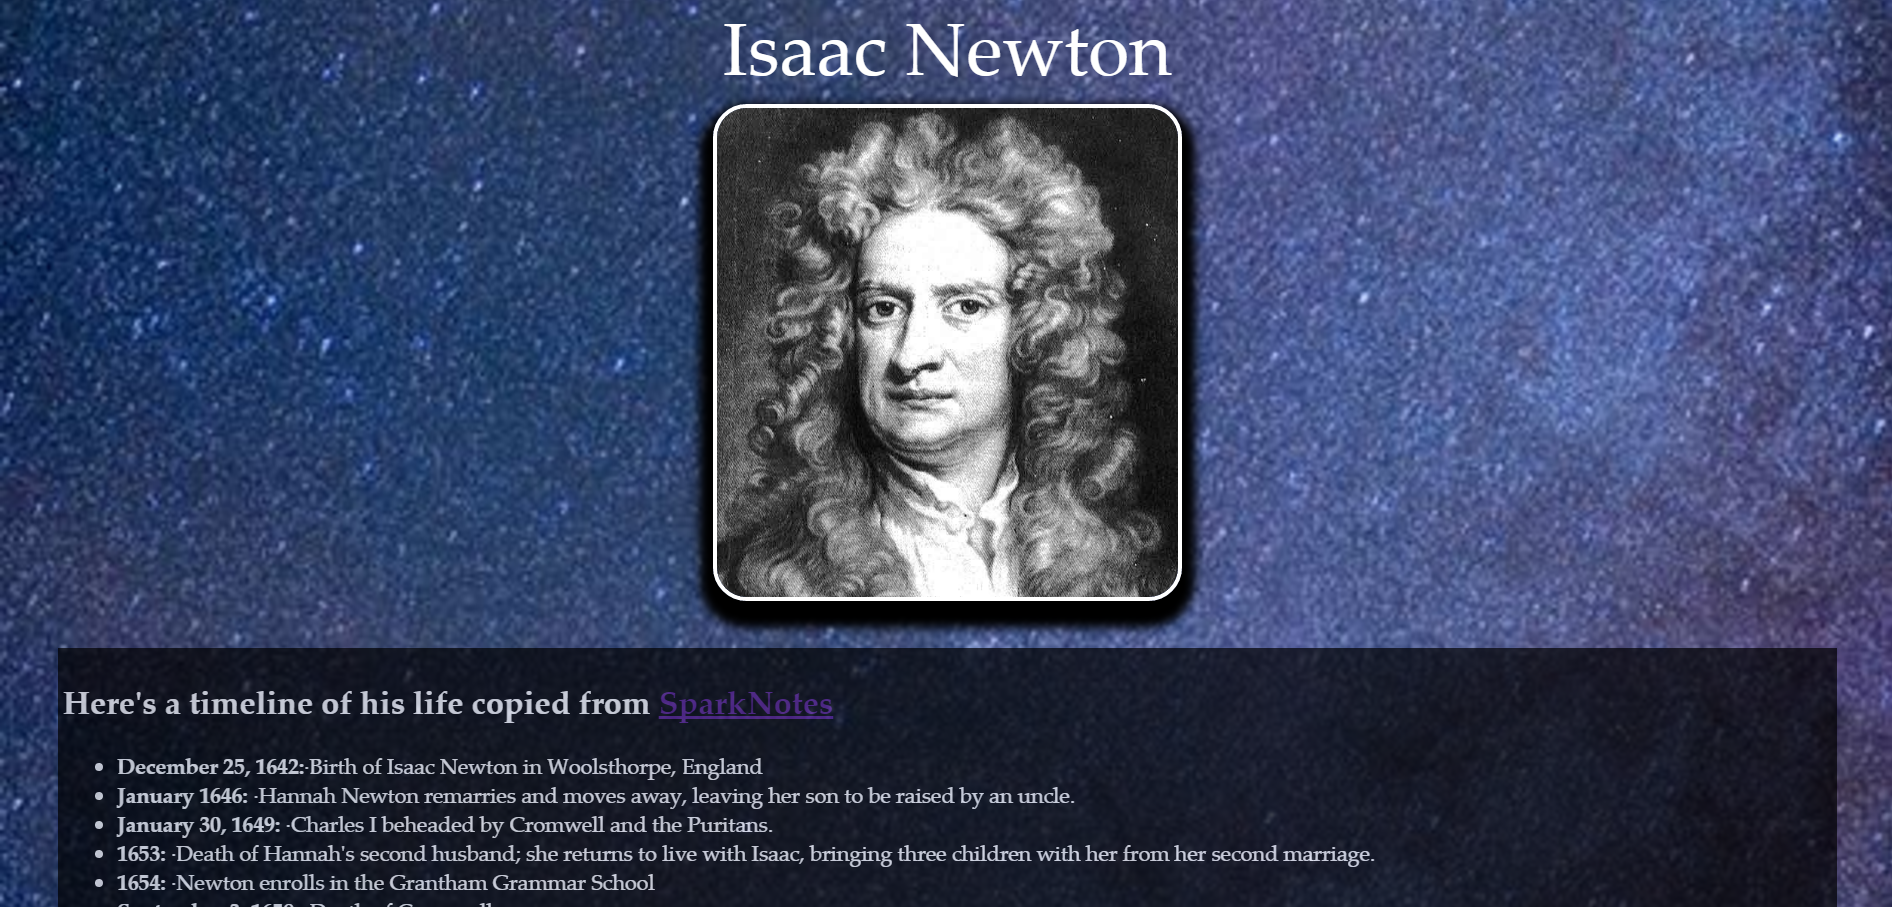 Isaac Newton
Here's a timeline of his life copied from SparkNotes
• December 25, 1642:·Birth of Isaac Newton in Woolsthorpe, England
• January 1646: ·Hannah Newton remarries and moves away, leaving her son to be raised by an uncle.
• January 30, 1649: ·Charles I beheaded by Cromwell and the Puritans.
• 1653: ·Death of Hannah's second husband; she returns to live with Isaac, bringing three children with her from her second marriage.
• 1654: ·Newton enrolls in the Grantham Grammar School